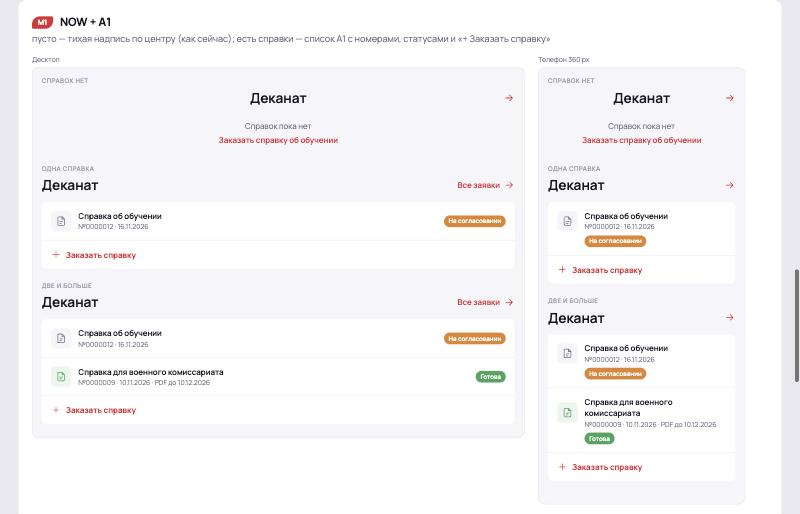 M1 NOW + A1
пусто — тихая надпись по центру (как сейчас); есть справки — список A1 с номерами, статусами и «+ Заказать справку»
Десктоп
СПРАВОК НЕТ
Деканат →
Справок пока нет
Заказать справку об обучении
ОДНА СПРАВКА
Деканат
Все заявки →
Справка об обучении
№0000012 · 16.11.2026
На согласовании
+ Заказать справку
ДВЕ И БОЛЬШЕ
Деканат
Все заявки →
Справка об обучении
№0000012 · 16.11.2026
На согласовании
Справка для военного комиссариата
№0000009 · 10.11.2026 · PDF до 10.12.2026
Готова
+ Заказать справку
Телефон 360 px
СПРАВОК НЕТ
Деканат →
Справок пока нет
Заказать справку об обучении
ОДНА СПРАВКА
Деканат →
Справка об обучении
№0000012 · 16.11.2026
На согласовании
+ Заказать справку
ДВЕ И БОЛЬШЕ
Деканат →
Справка об обучении
№0000012 · 16.11.2026
На согласовании
Справка для военного
комиссариата
№0000009 · 10.11.2026 · PDF до 10.12.2026
Готова
+ Заказать справку